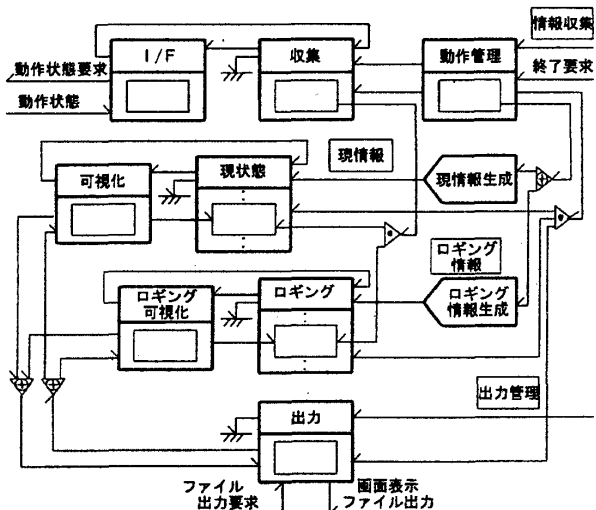 情報収集
I/F
収集
動作管理
動作状態要求
終了要求
動作状態
現情報
可視化
現状態
現情報生成
ロギング
情報
ロギング
可視化
ロギング
ロギング
情報生成
出力管理
出力
ファイル
出力要求
画面表示
ファイル出力